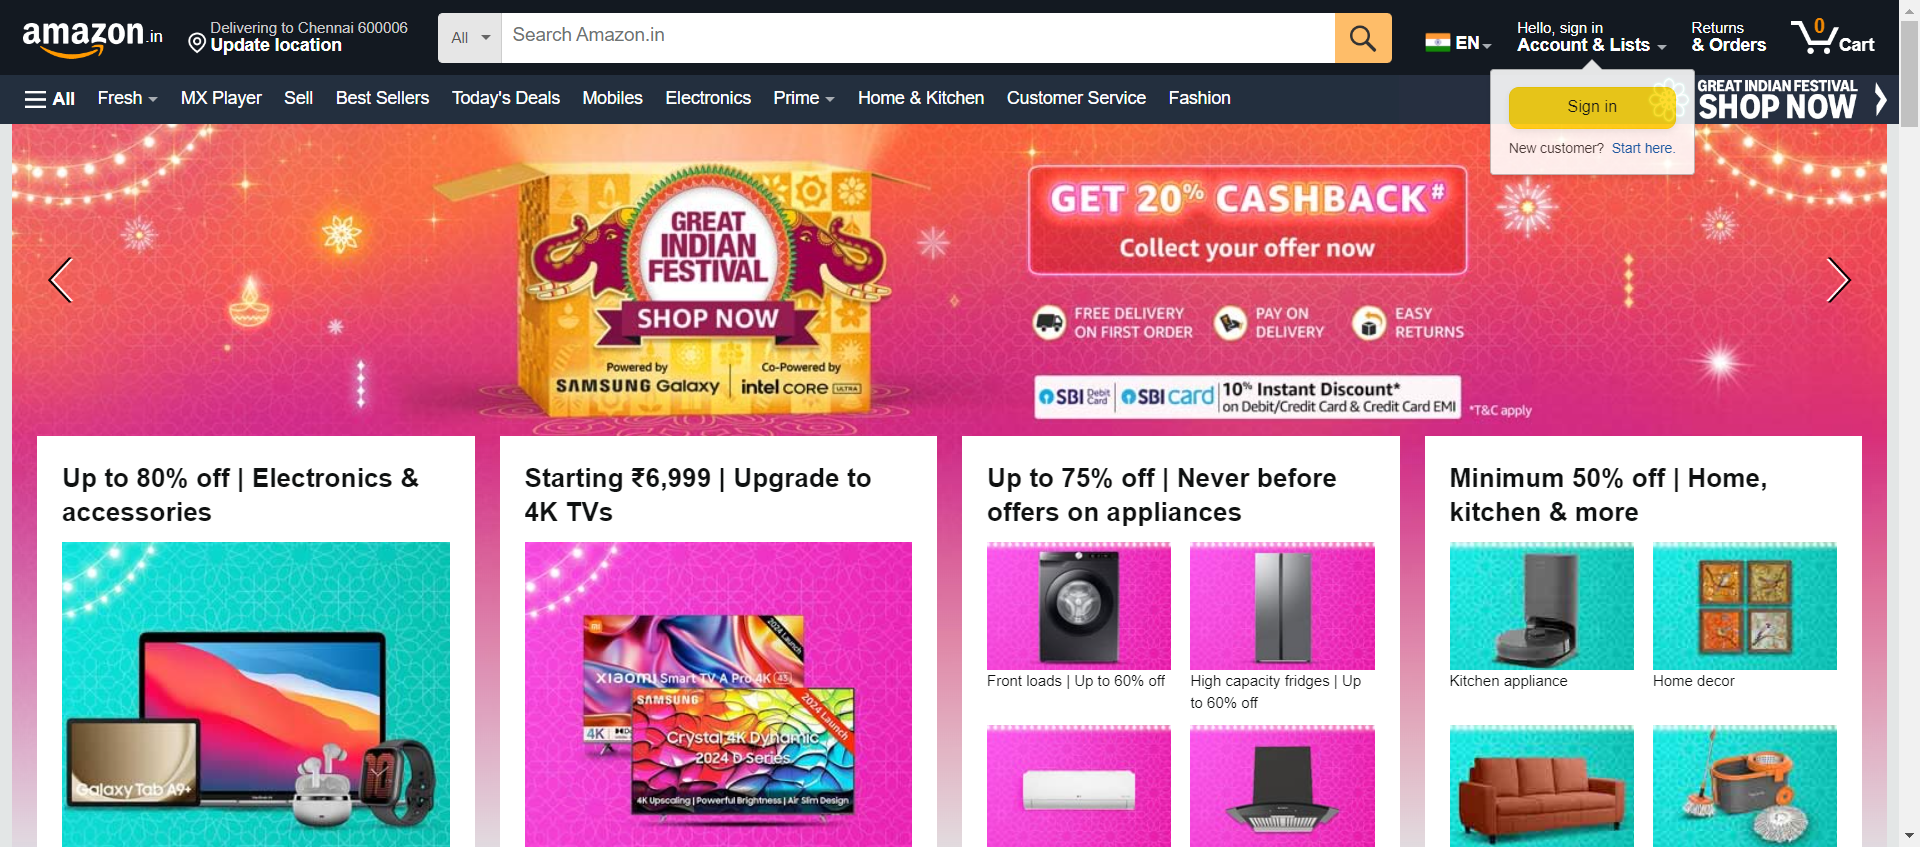 amazon.in
Delivering to Chennai 600006
Update location
All
Search Amazon.in
EN
Hello, sign in
Account & Lists
Returns
& Orders
0
Cart
All
Fresh
MX Player
Sell
Best Sellers
Today's Deals
Mobiles
Electronics
Prime
Home & Kitchen
Customer Service
Fashion
GREAT INDIAN FESTIVAL
SHOP NOW
Sign in
New customer? Start here.
GREAT
INDIAN
FESTIVAL
SHOP NOW
Powered by
SAMSUNG Galaxy
Co-Powered by
intel CORE ULTRA
GET 20% CASHBACK#
Collect your offer now
FREE DELIVERY
ON FIRST ORDER
PAY ON
DELIVERY
EASY
RETURNS
SBI Debit Card
SBI card
10% Instant Discount*
on Debit/Credit Card & Credit Card EMI
*T&C apply
Up to 80% off | Electronics &
accessories
Galaxy Tab A9+
Starting ₹6,999 | Upgrade to
4K TVs
mi
2024 Launch
xiaomi Smart TV A Pro 4K 43
4K
SAMSUNG
2024 Launch
Crystal 4K Dynamic
2024 D Series
4K Upscaling | Powerful Brightness | Air Slim Design
Up to 75% off | Never before
offers on appliances
Front loads | Up to 60% off
High capacity fridges | Up
to 60% off
Minimum 50% off | Home,
kitchen & more
Kitchen appliance
Home decor